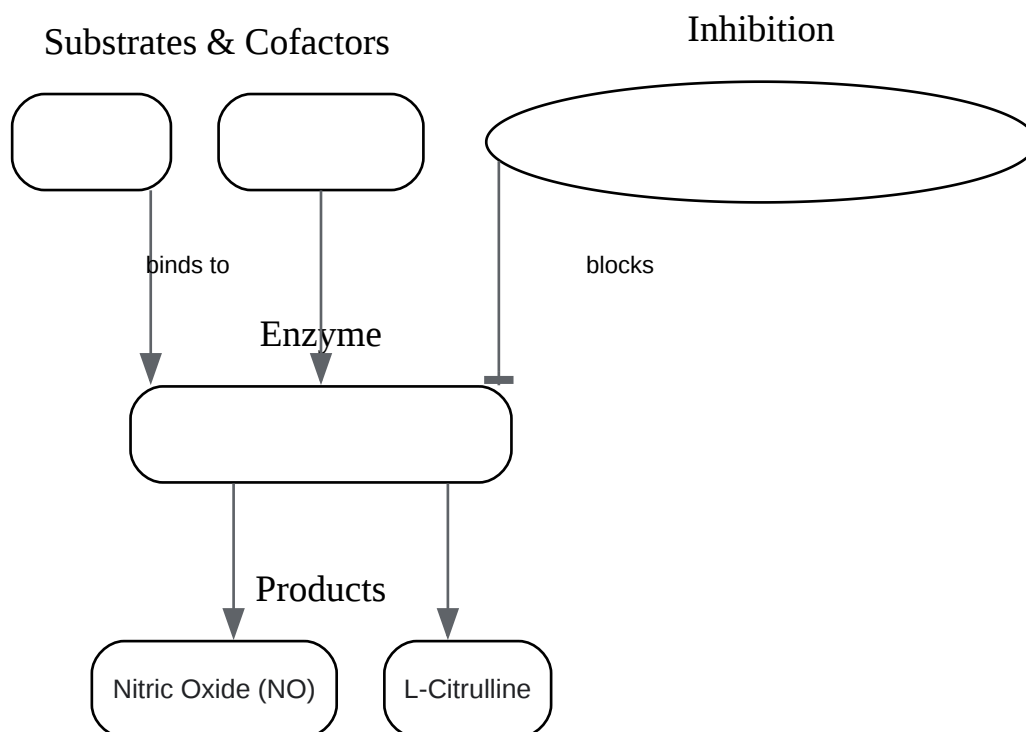 Substrates & Cofactors
Inhibition
binds to
blocks
Enzyme
Products
Nitric Oxide (NO)
L-Citrulline